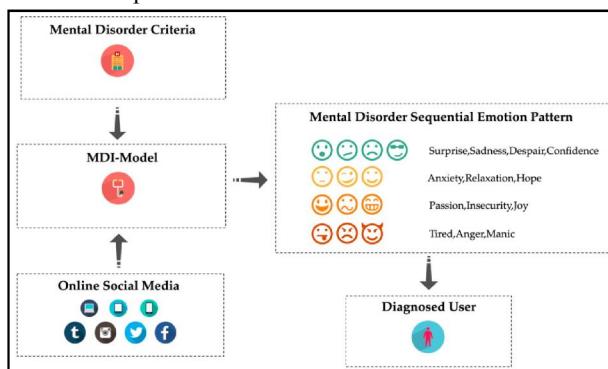 Mental Disorder Criteria
MDI-Model
Online Social Media
Mental Disorder Sequential Emotion Pattern
Surprise,Sadness,Despair,Confidence
Anxiety,Relaxation,Hope
Passion,Insecurity,Joy
Tired,Anger,Manic
Diagnosed User